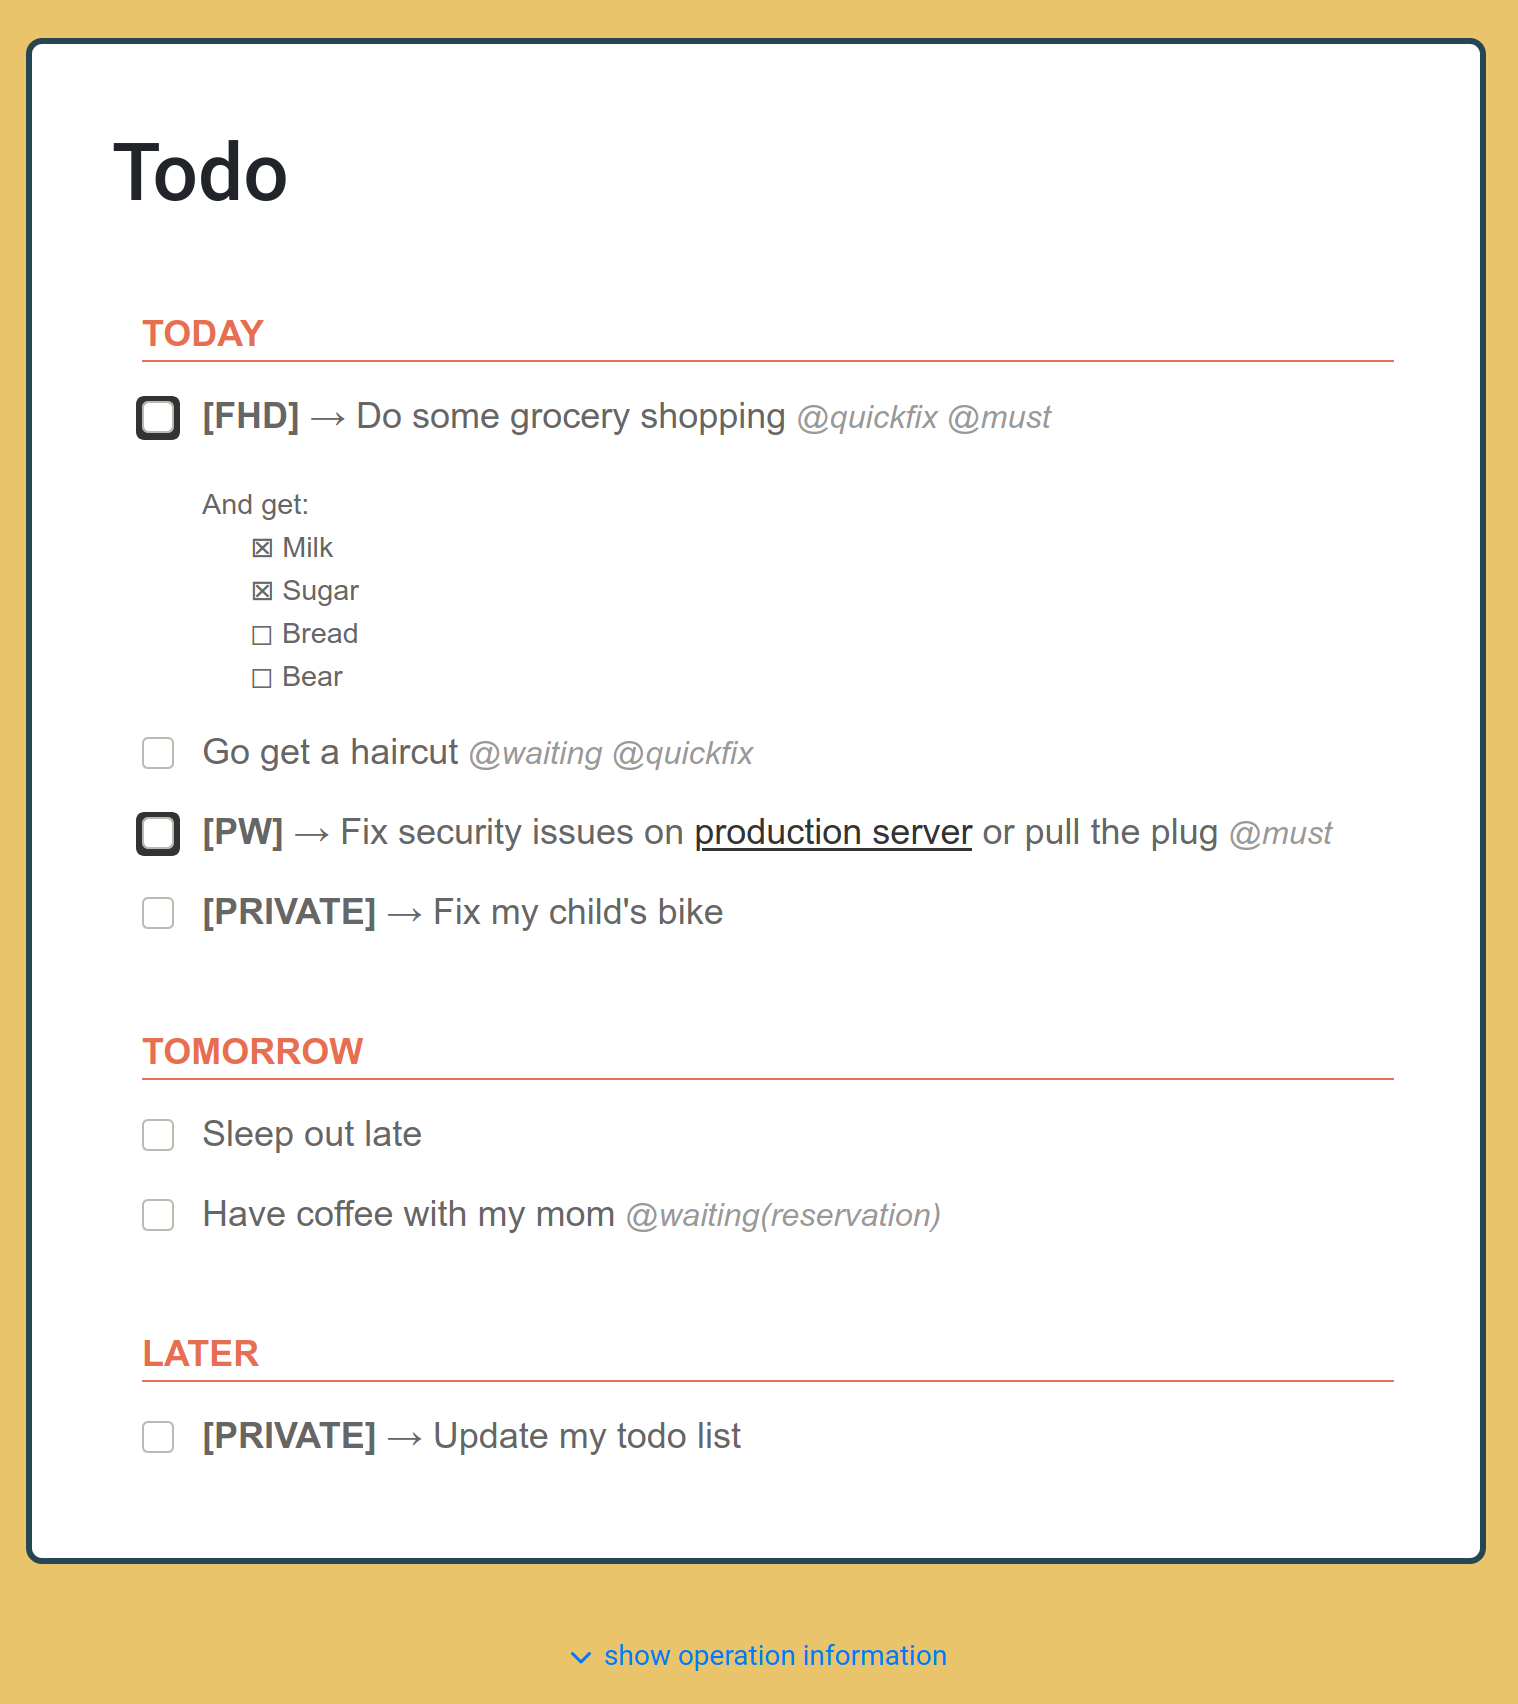 Todo
TODAY
[FHD] → Do some grocery shopping @quickfix @must
And get:
☒ Milk
☒ Sugar
☐ Bread
☐ Bear
Go get a haircut @waiting @quickfix
[PW] → Fix security issues on production server or pull the plug @must
[PRIVATE] → Fix my child's bike
TOMORROW
Sleep out late
Have coffee with my mom @waiting(reservation)
LATER
[PRIVATE] → Update my todo list
show operation information